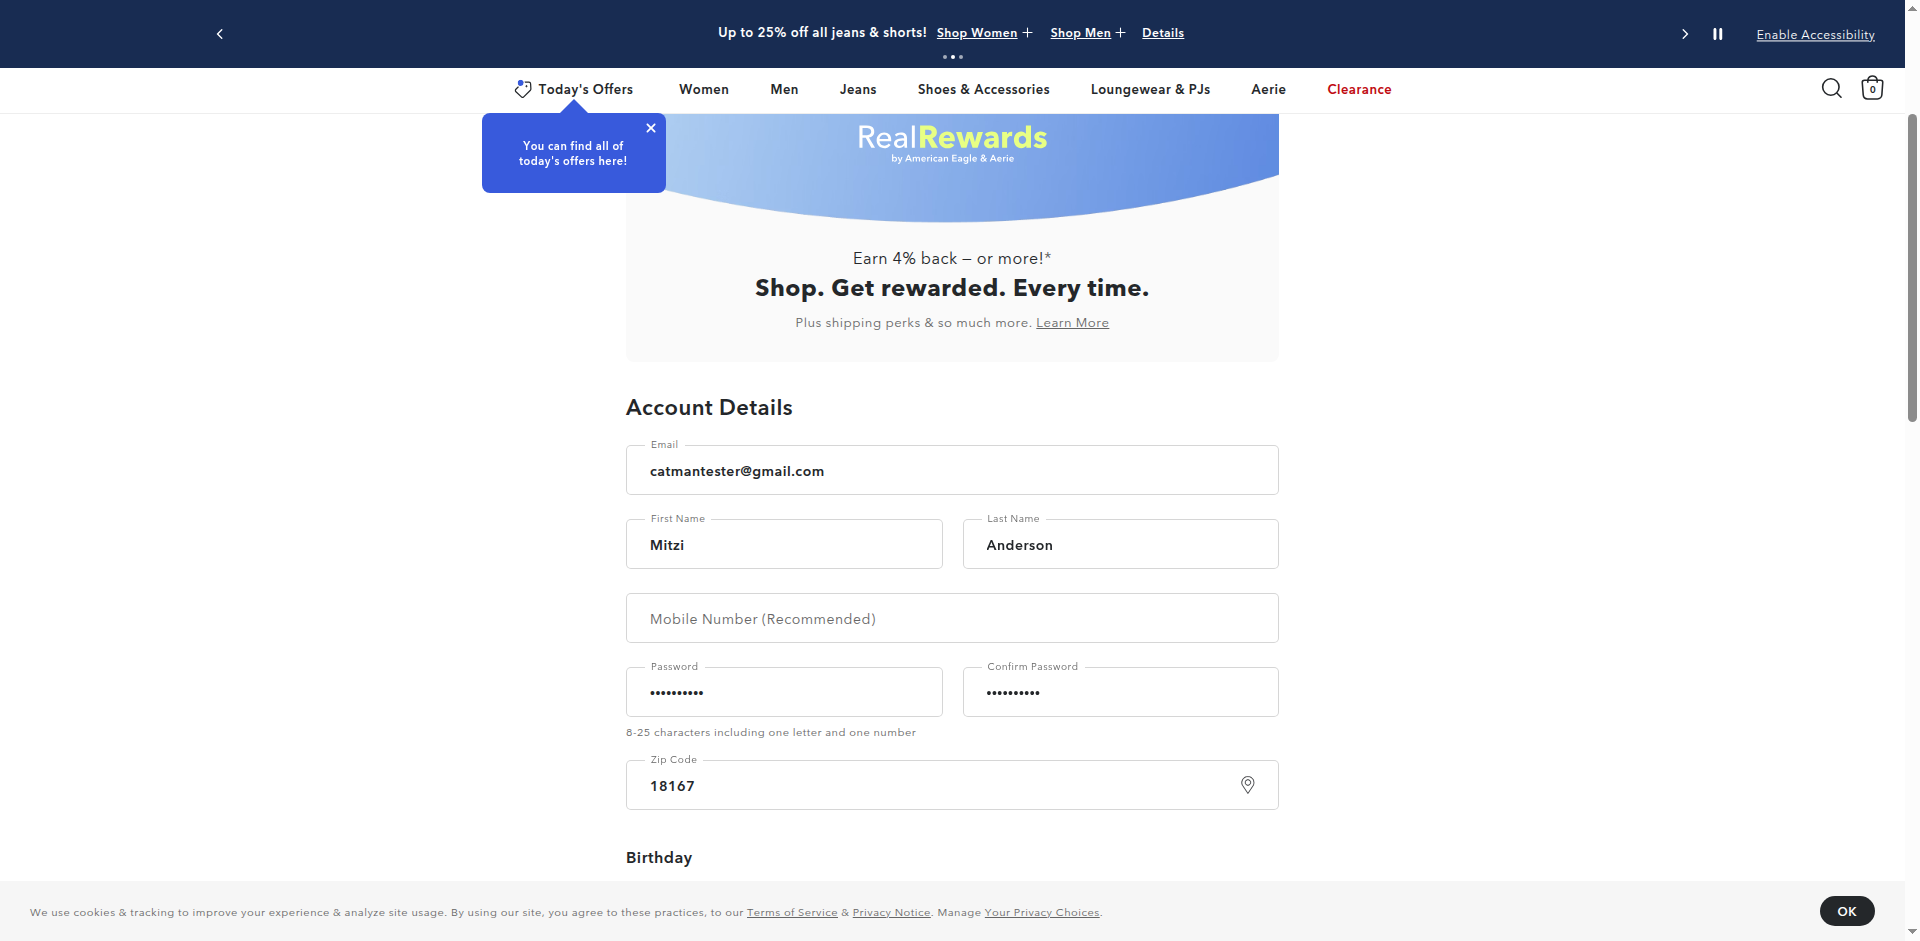 Up to 25% off all jeans & shorts! Shop Women + Shop Men + Details
Enable Accessibility
Today's Offers Women Men Jeans Shoes & Accessories Loungewear & PJs Aerie Clearance
0
You can find all of
today's offers here!
RealRewards
by American Eagle & Aerie
Earn 4% back – or more!*
Shop. Get rewarded. Every time.
Plus shipping perks & so much more. Learn More
Account Details
Email
catmantester@gmail.com
First Name
Mitzi
Last Name
Anderson
Mobile Number (Recommended)
Password
••••••••••
Confirm Password
••••••••••
8-25 characters including one letter and one number
Zip Code
18167
Birthday
We use cookies & tracking to improve your experience & analyze site usage. By using our site, you agree to these practices, to our Terms of Service & Privacy Notice. Manage Your Privacy Choices.
OK